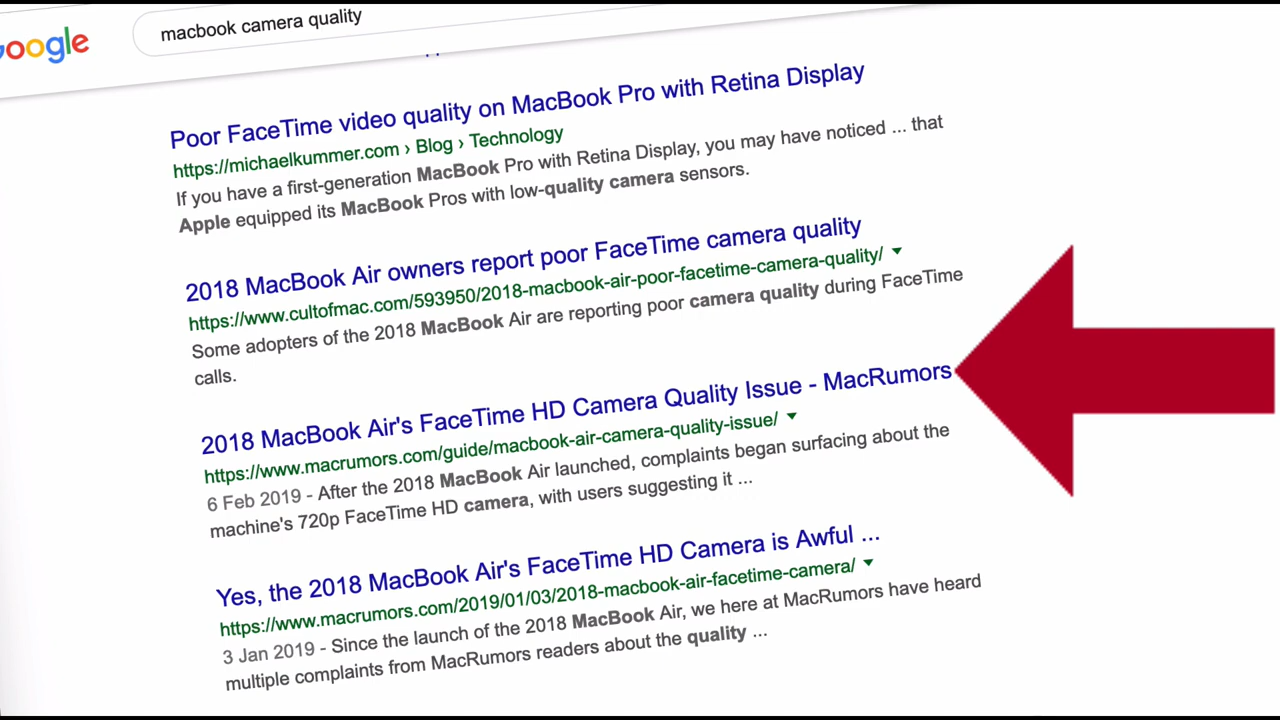 oogle
macbook camera quality
Poor FaceTime video quality on MacBook Pro with Retina Display
https://michaelkummer.com › Blog › Technology
If you have a first-generation MacBook Pro with Retina Display, you may have noticed ... that
Apple equipped its MacBook Pros with low-quality camera sensors.
2018 MacBook Air owners report poor FaceTime camera quality
https://www.cultofmac.com/593950/2018-macbook-air-poor-facetime-camera-quality/
Some adopters of the 2018 MacBook Air are reporting poor camera quality during FaceTime
calls.
2018 MacBook Air's FaceTime HD Camera Quality Issue - MacRumors
https://www.macrumors.com/guide/macbook-air-camera-quality-issue/
6 Feb 2019 - After the 2018 MacBook Air launched, complaints began surfacing about the
machine's 720p FaceTime HD camera, with users suggesting it ...
Yes, the 2018 MacBook Air's FaceTime HD Camera is Awful ...
https://www.macrumors.com/2019/01/03/2018-macbook-air-facetime-camera/
3 Jan 2019 - Since the launch of the 2018 MacBook Air, we here at MacRumors have heard
multiple complaints from MacRumors readers about the quality ...